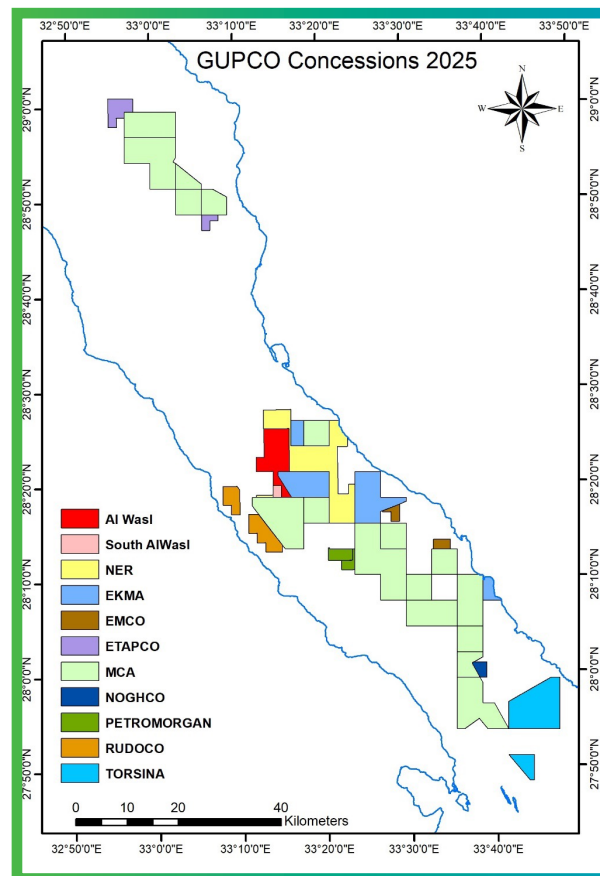 32°50'0"E 33°0'0"E 33°10'0"E 33°20'0"E 33°30'0"E 33°40'0"E
GUPCO Concessions 2025
N
W E
S
29°0'0"N
28°50'0"N
28°40'0"N
28°30'0"N
28°20'0"N
28°10'0"N
28°0'0"N
27°50'0"N
29°0'0"N
28°50'0"N
28°40'0"N
28°30'0"N
28°20'0"N
28°10'0"N
28°0'0"N
27°50'0"N
Al Wasl
South AlWasl
NER
EKMA
EMCO
ETAPCO
MCA
NOGHCO
PETROMORGAN
RUDOCO
TORSINA
0 10 20 40
Kilometers
32°50'0"E 33°0'0"E 33°10'0"E 33°20'0"E 33°30'0"E 33°40'0"E